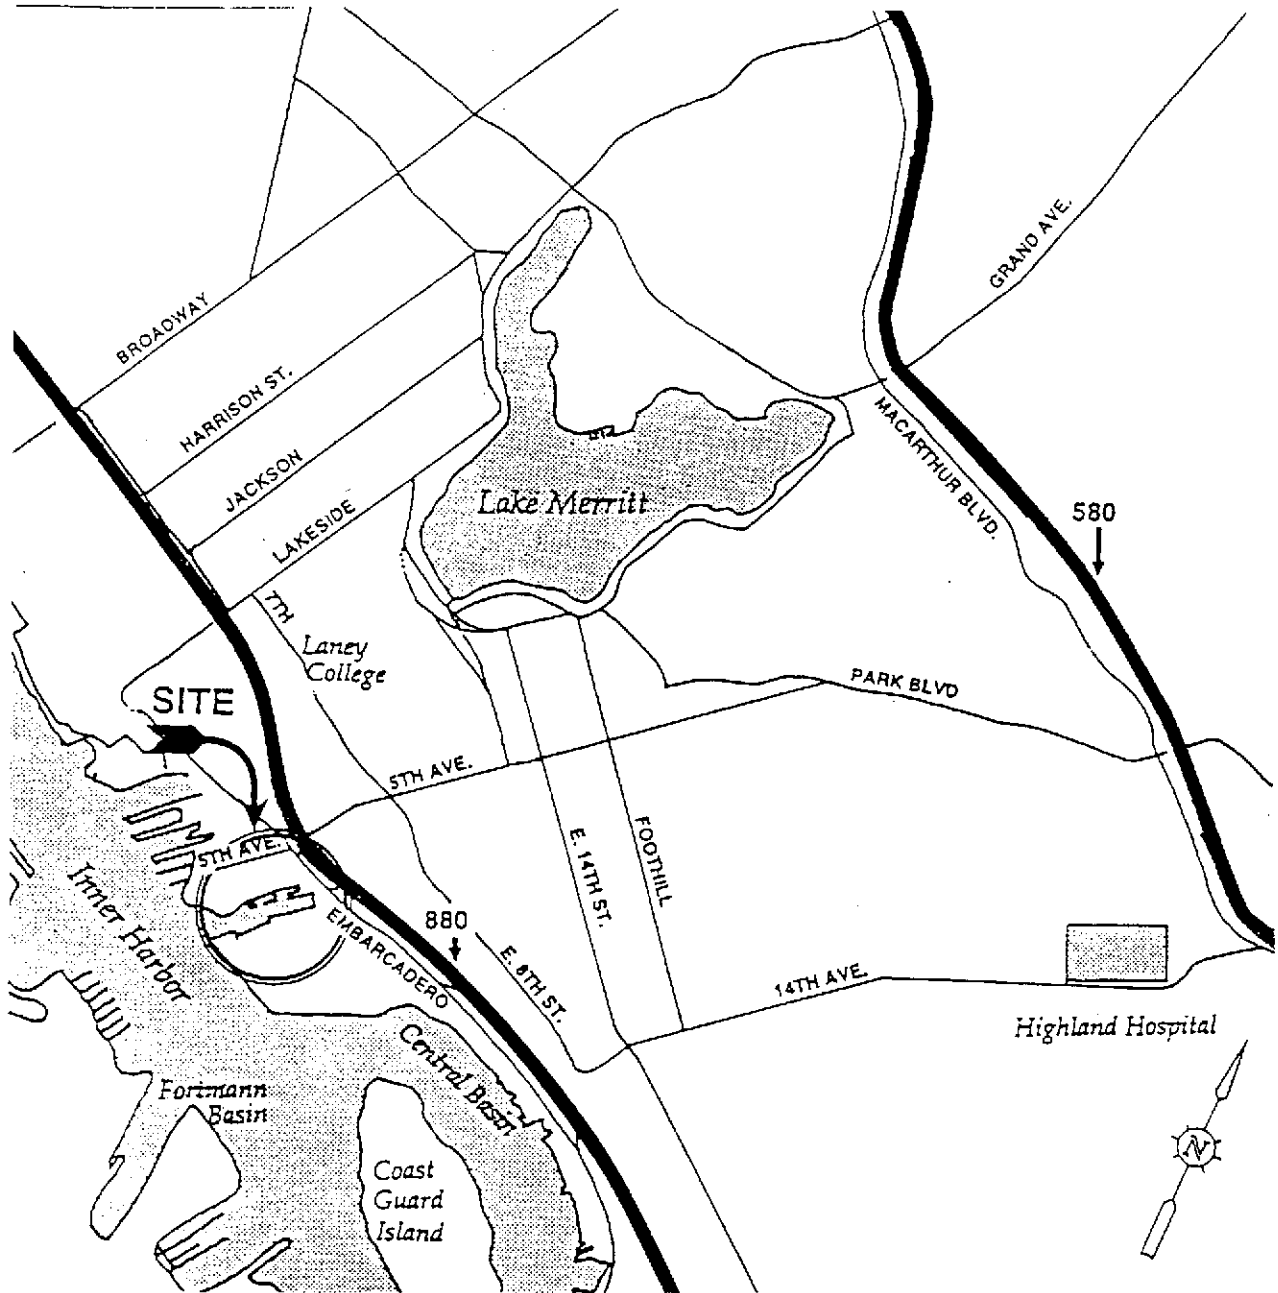 GRAND AVE.
BROADWAY
HARRISON ST.
JACKSON
LAKESIDE
MACARTHUR BLVD.
Lake Merritt
580
7TH
Laney
College
PARK BLVD
SITE
5TH AVE.
5TH AVE.
E. 14TH ST.
FOOTHILL
Inner Harbor
EMBARCADERO
880
E. 8TH ST.
14TH AVE.
Highland Hospital
Central Basin
Fortmann
Basin
Coast
Guard
Island
N